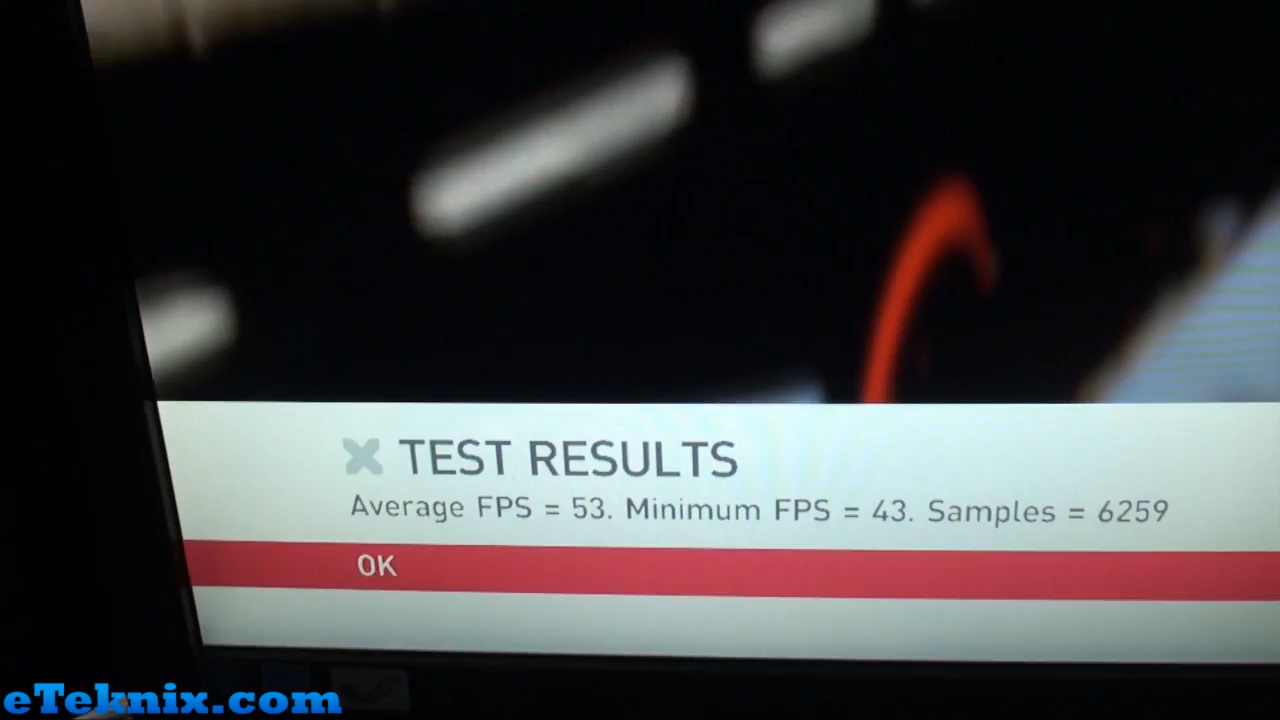 TEST RESULTS
Average FPS = 53. Minimum FPS = 43. Samples = 6259
OK
eTeknix.com